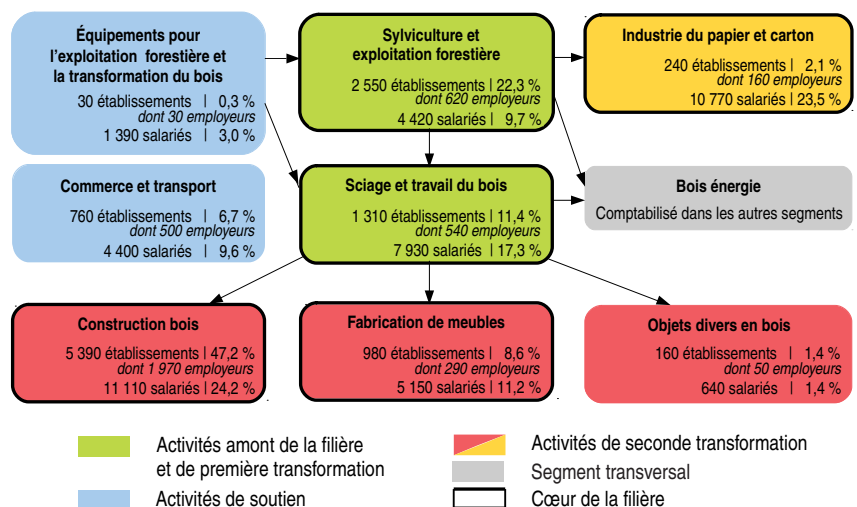 Équipements pour
l'exploitation forestière et
la transformation du bois
30 établissements | 0,3 %
dont 30 employeurs
1 390 salariés | 3,0 %
Sylviculture et
exploitation forestière
2 550 établissements | 22,3 %
dont 620 employeurs
4 420 salariés | 9,7 %
Industrie du papier et carton
240 établissements | 2,1 %
dont 160 employeurs
10 770 salariés | 23,5 %
Commerce et transport
760 établissements | 6,7 %
dont 500 employeurs
4 400 salariés | 9,6 %
Sciage et travail du bois
1 310 établissements | 11,4 %
dont 540 employeurs
7 930 salariés | 17,3 %
Bois énergie
Comptabilisé dans les autres segments
Construction bois
5 390 établissements | 47,2 %
dont 1 970 employeurs
11 110 salariés | 24,2 %
Fabrication de meubles
980 établissements | 8,6 %
dont 290 employeurs
5 150 salariés | 11,2 %
Objets divers en bois
160 établissements | 1,4 %
dont 50 employeurs
640 salariés | 1,4 %
Activités amont de la filière
et de première transformation
Activités de soutien
Activités de seconde transformation
Segment transversal
Cœur de la filière